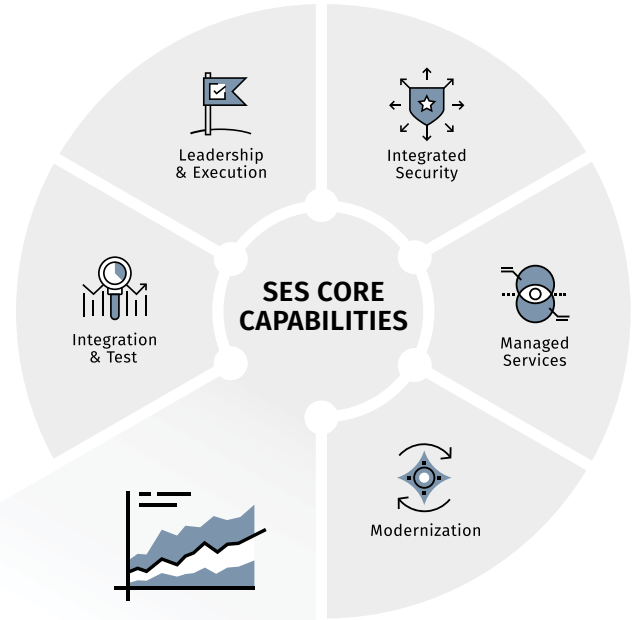 Leadership
& Execution
Integrated
Security
Integration
& Test
SES CORE
CAPABILITIES
Managed
Services
Modernization